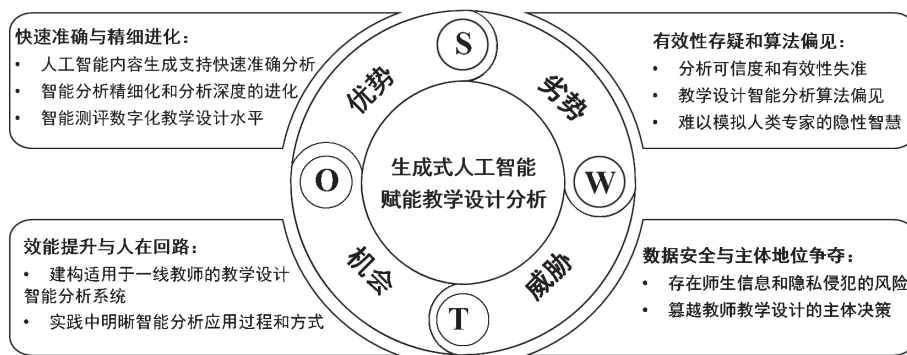 快速准确与精细进化：
• 人工智能内容生成支持快速准确分析
• 智能分析精细化和分析深度的进化
• 智能测评数字化教学设计水平
S
优势
劣势
有效性存疑和算法偏见：
• 分析可信度和有效性失准
• 教学设计智能分析算法偏见
• 难以模拟人类专家的隐性智慧
O
生成式人工智能
赋能教学设计分析
W
效能提升与人在回路：
• 建构适用于一线教师的教学设计
智能分析系统
• 实践中明晰智能分析应用过程和方式
机会
T
威胁
数据安全与主体地位争夺：
• 存在师生信息和隐私侵犯的风险
• 篡越教师教学设计的主体决策